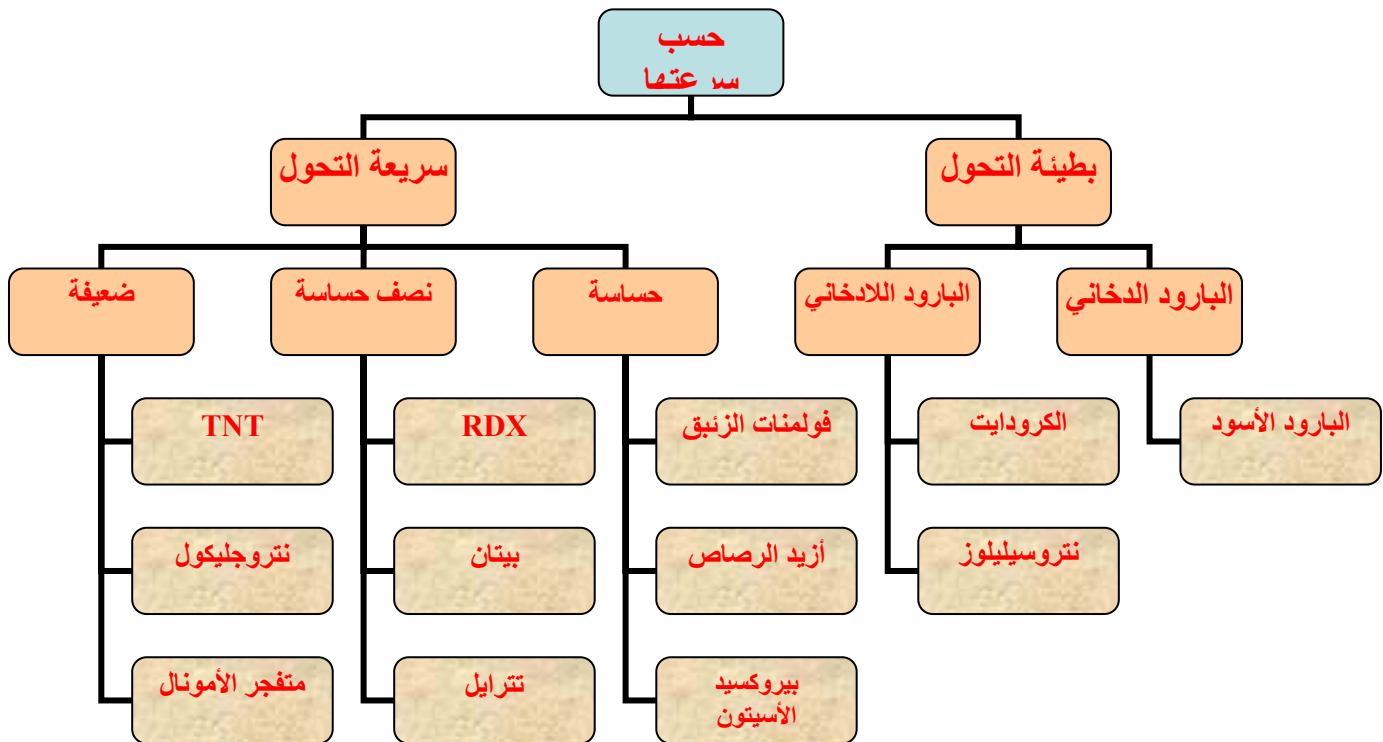 حسب
سرعتها
بطيئة التحول
سريعة التحول
البارود الدخاني
البارود اللادخاني
حساسة
نصف حساسة
ضعيفة
البارود الأسود
الكرودايت
فولمنات الزئبق
RDX
TNT
نتروسيليلوز
أزيد الرصاص
بيتان
نتروجليكول
بيروكسيد
الأسيتون
تترايل
متفجر الأمونال